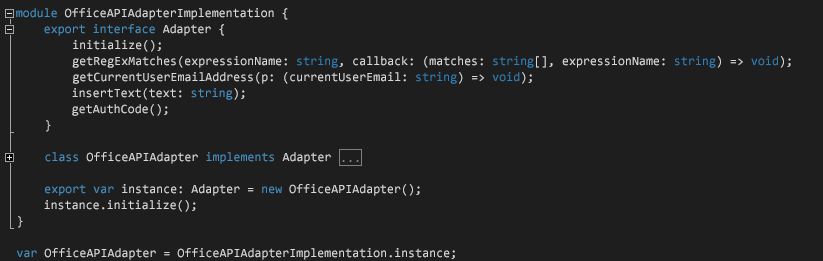 module OfficeAPIAdapterImplementation {
export interface Adapter {
initialize();
getRegExMatches(expressionName: string, callback: (matches: string[], expressionName: string) => void);
getCurrentUserEmailAddress(p: (currentUserEmail: string) => void);
insertText(text: string);
getAuthCode();
}
class OfficeAPIAdapter implements Adapter ...
export var instance: Adapter = new OfficeAPIAdapter();
instance.initialize();
}
var OfficeAPIAdapter = OfficeAPIAdapterImplementation.instance;